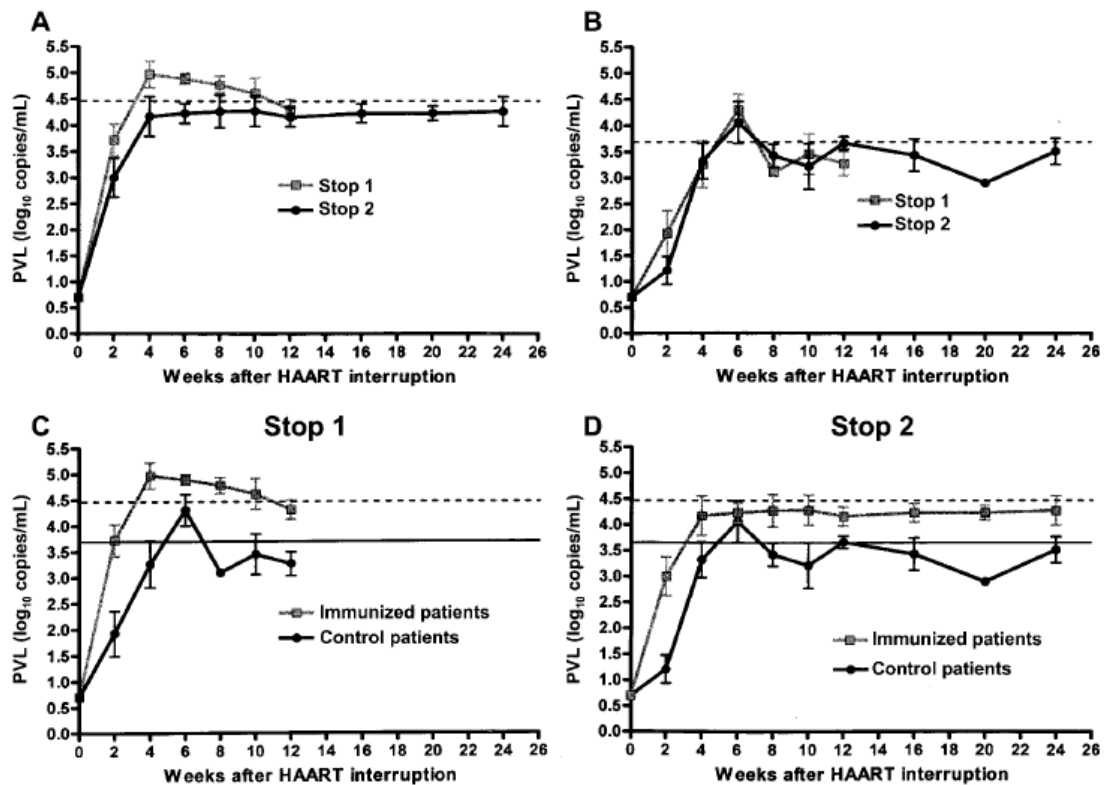 A
5.5
5.0
4.5
4.0
3.5
3.0
2.5
2.0
1.5
1.0
0.5
0.0
PVL (log10 copies/mL)
Stop 1
Stop 2
0 2 4 6 8 10 12 14 16 18 20 22 24 26
Weeks after HAART interruption
B
5.5
5.0
4.5
4.0
3.5
3.0
2.5
2.0
1.5
1.0
0.5
0.0
PVL (log10 copies/mL)
Stop 1
Stop 2
0 2 4 6 8 10 12 14 16 18 20 22 24 26
Weeks after HAART interruption
C
Stop 1
5.5
5.0
4.5
4.0
3.5
3.0
2.5
2.0
1.5
1.0
0.5
0.0
PVL (log10 copies/mL)
Immunized patients
Control patients
0 2 4 6 8 10 12 14 16 18 20 22 24 26
Weeks after HAART interruption
D
Stop 2
5.5
5.0
4.5
4.0
3.5
3.0
2.5
2.0
1.5
1.0
0.5
0.0
PVL (log10 copies/mL)
Immunized patients
Control patients
0 2 4 6 8 10 12 14 16 18 20 22 24 26
Weeks after HAART interruption